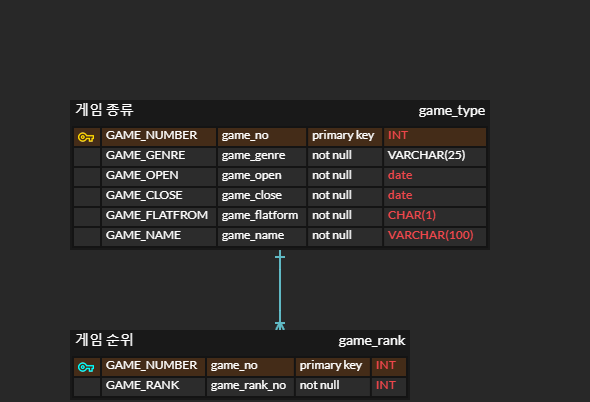 게임 종류 game_type
GAME_NUMBER game_no primary key INT
GAME_GENRE game_genre not null VARCHAR(25)
GAME_OPEN game_open not null date
GAME_CLOSE game_close not null date
GAME_FLATFROM game_flatform not null CHAR(1)
GAME_NAME game_name not null VARCHAR(100)
게임 순위 game_rank
GAME_NUMBER game_no primary key INT
GAME_RANK game_rank_no not null INT